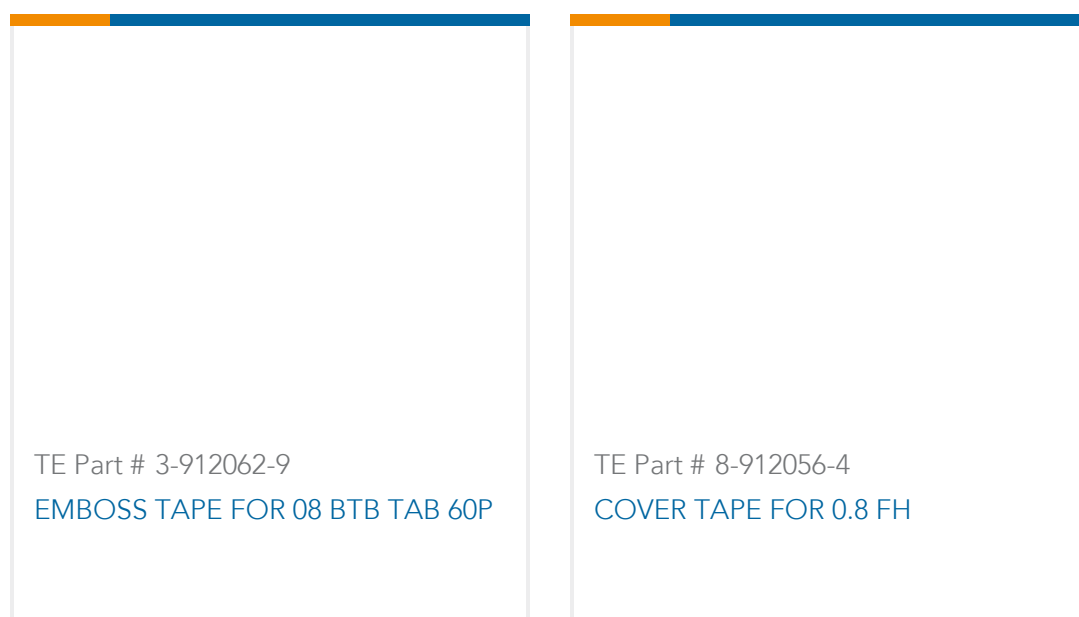 TE Part # 3-912062-9
EMBOSS TAPE FOR 08 BTB TAB 60P
TE Part # 8-912056-4
COVER TAPE FOR 0.8 FH